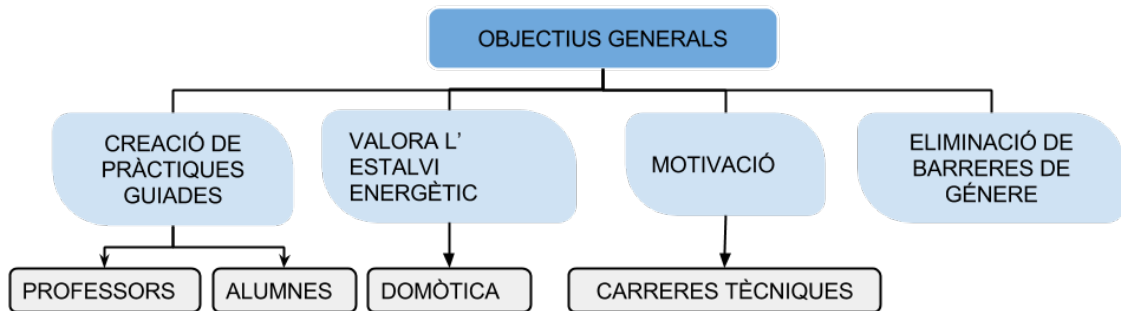 OBJECTIUS GENERALS
CREACIÓ DE
PRÀCTIQUES
GUIADES
VALORA L'
ESTALVI
ENERGÈTIC
MOTIVACIÓ
ELIMINACIÓ DE
BARRERES DE
GÉNERE
PROFESSORS
ALUMNES
DOMÒTICA
CARRERES TÈCNIQUES